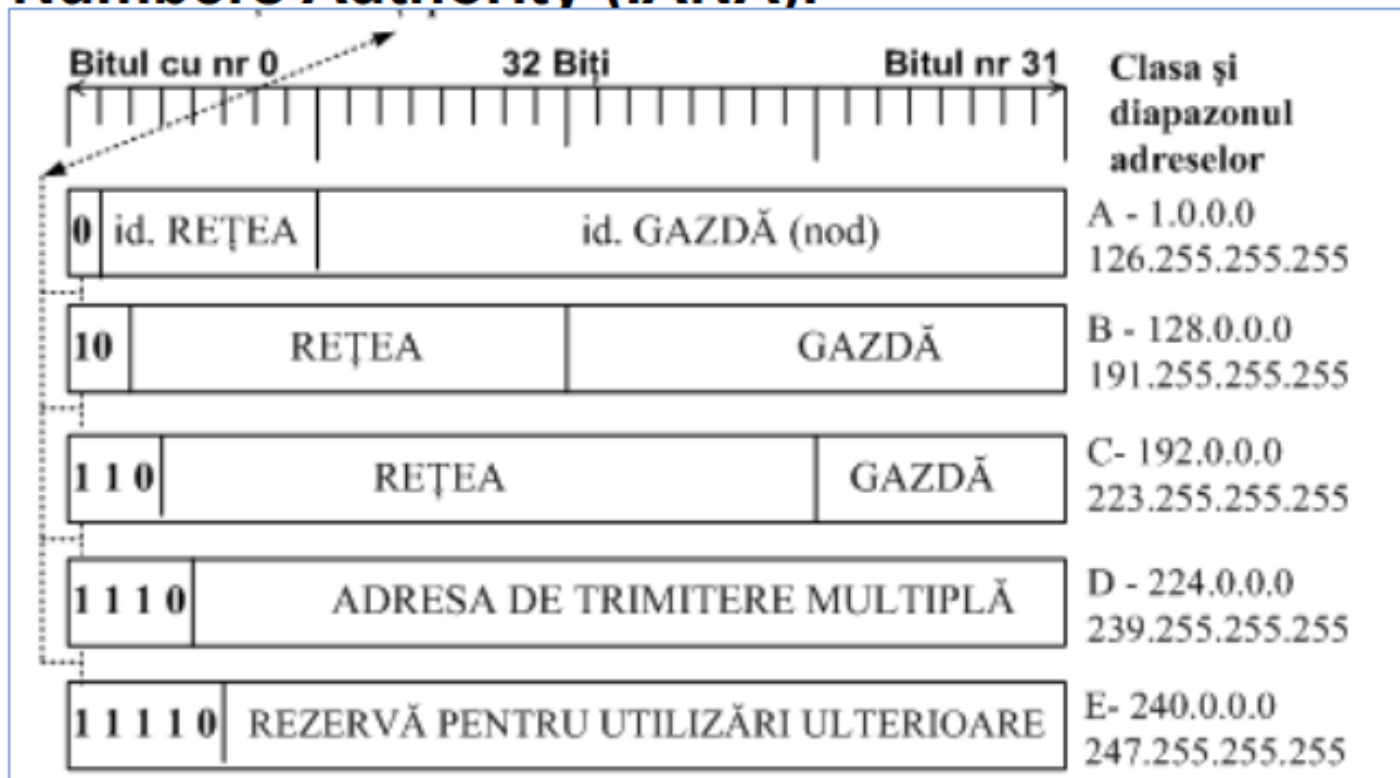 Numbers Authority (IANA).
Bitul cu nr 0 32 Biți Bitul nr 31
Clasa și
diapazonul
adreselor
0 id. REȚEA id. GAZDĂ (nod)
A - 1.0.0.0
126.255.255.255
10 REȚEA GAZDĂ
B - 128.0.0.0
191.255.255.255
1 1 0 REȚEA GAZDĂ
C- 192.0.0.0
223.255.255.255
1 1 1 0 ADRESA DE TRIMITERE MULTIPLĂ
D - 224.0.0.0
239.255.255.255
1 1 1 1 0 REZERVĂ PENTRU UTILIZĂRI ULTERIOARE
E- 240.0.0.0
247.255.255.255